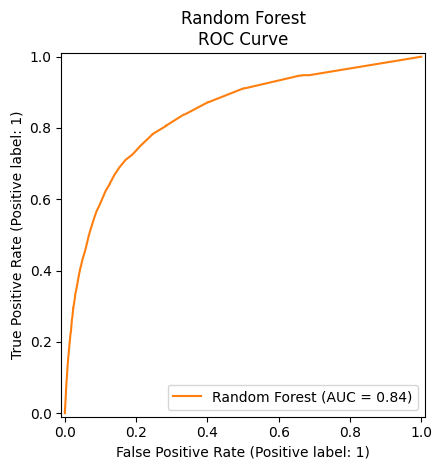 Random Forest
ROC Curve
True Positive Rate (Positive label: 1)
1.0
0.8
0.6
0.4
0.2
0.0
Random Forest (AUC = 0.84)
0.0 0.2 0.4 0.6 0.8 1.0
False Positive Rate (Positive label: 1)